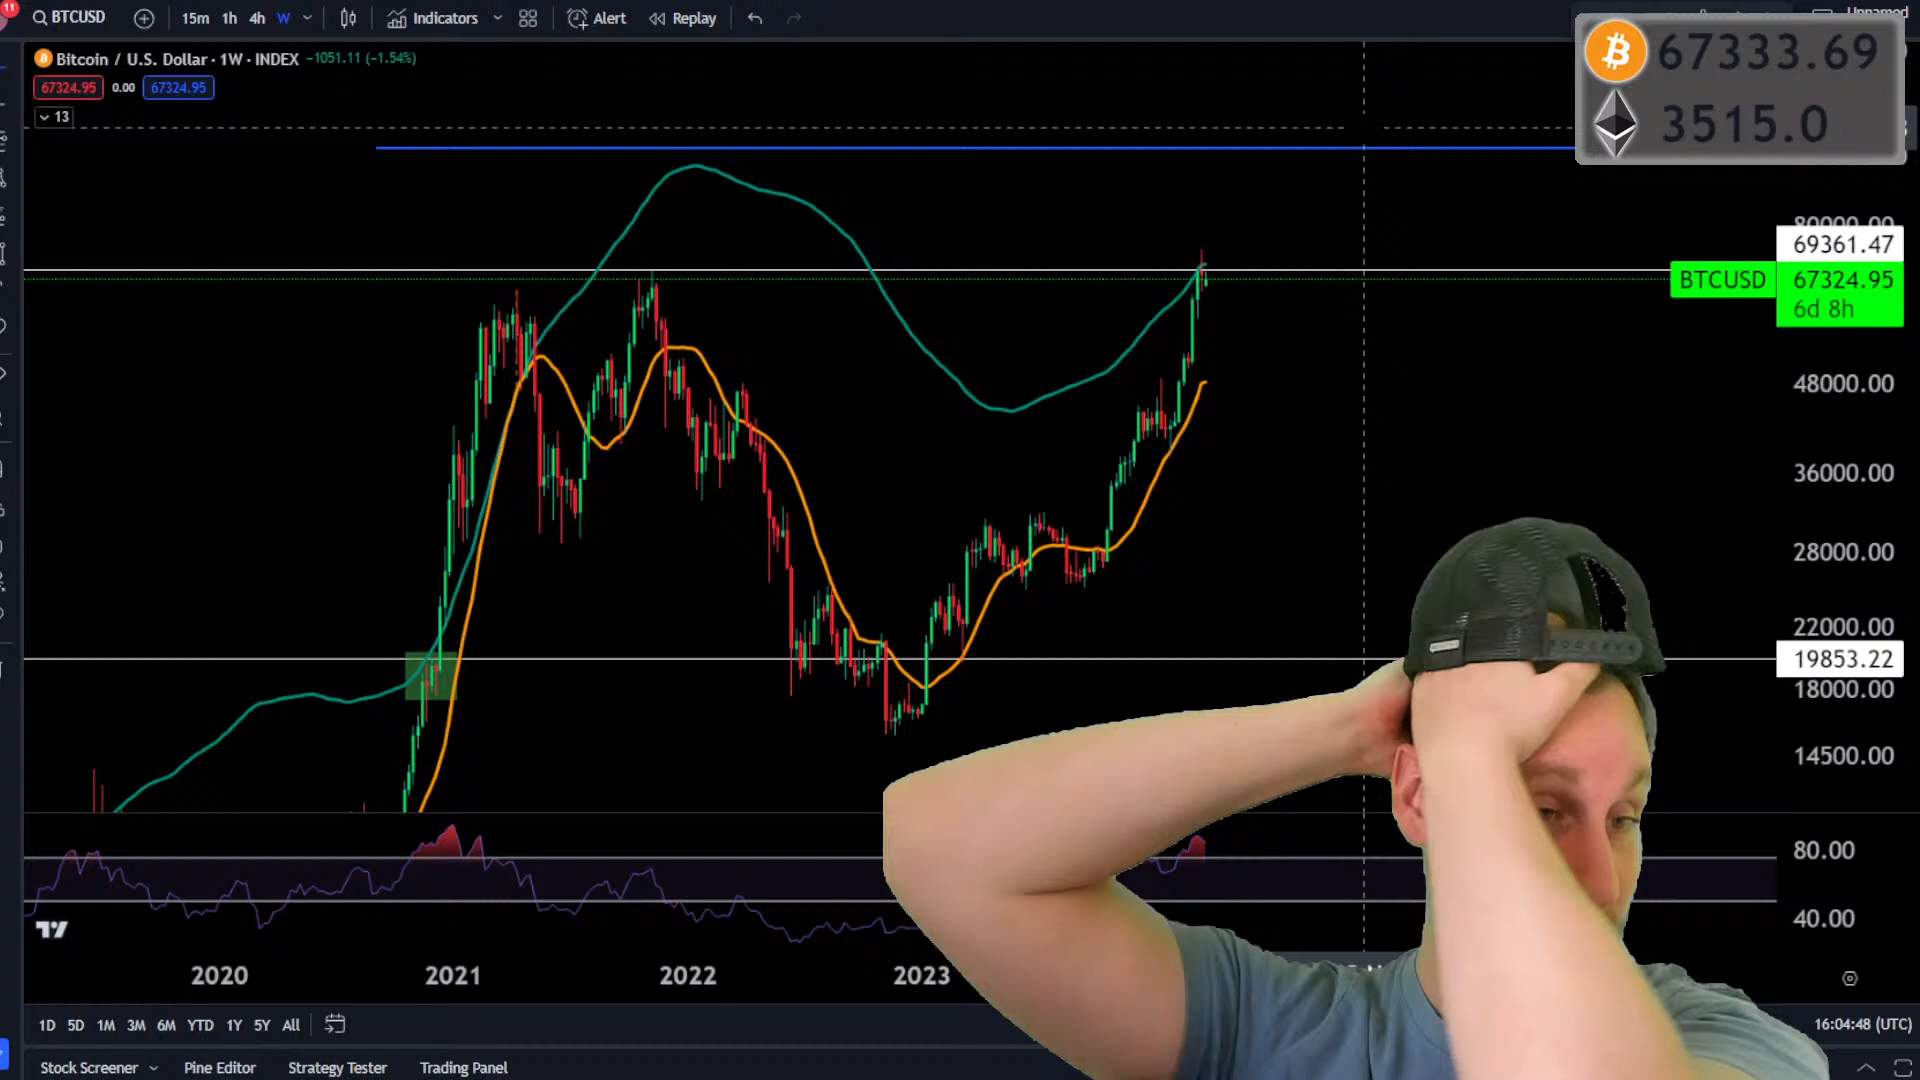 11
BTCUSD 15m 1h 4h W Indicators Alert Replay
Unnamed
Bitcoin / U.S. Dollar · 1W · INDEX −1051.11 (−1.54%)
67324.95 0.00 67324.95
13
67333.69
3515.0
80000.00
69361.47
BTCUSD 67324.95
6d 8h
48000.00
36000.00
28000.00
22000.00
19853.22
18000.00
14500.00
80.00
40.00
2020 2021 2022 2023
1D 5D 1M 3M 6M YTD 1Y 5Y All
16:04:48 (UTC)
Stock Screener Pine Editor Strategy Tester Trading Panel